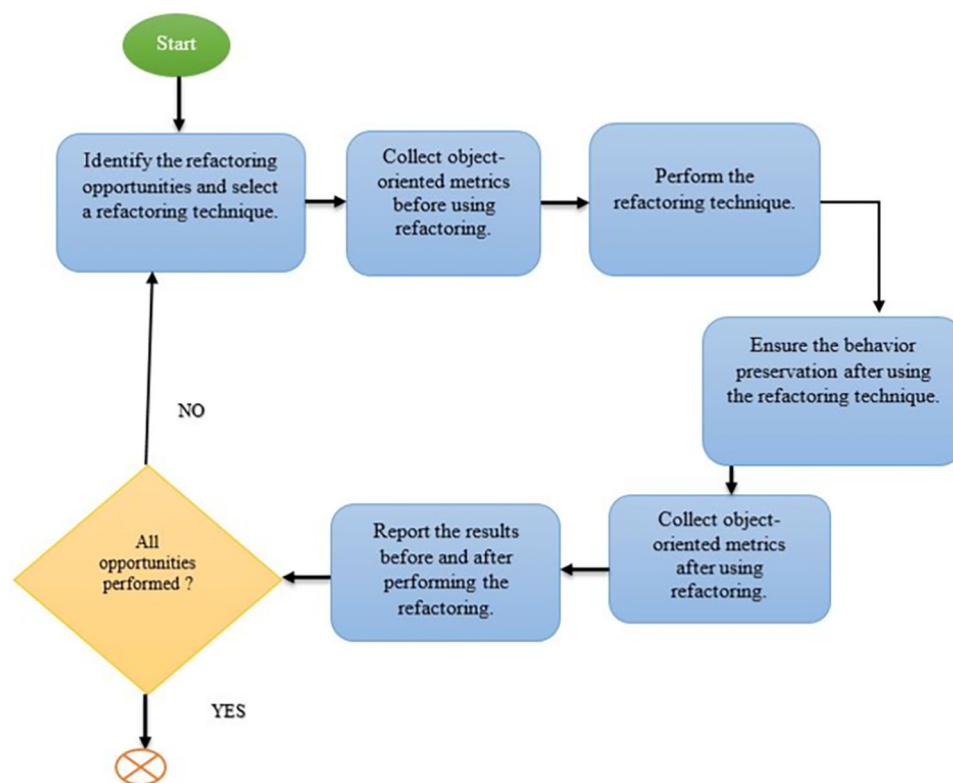 Start
Identify the refactoring
opportunities and select
a refactoring technique.
Collect object-
oriented metrics
before using
refactoring.
Perform the
refactoring technique.
Ensure the behavior
preservation after using
the refactoring technique.
Collect object-
oriented metrics
after using
refactoring.
Report the results
before and after
performing the
refactoring.
All
opportunities
performed ?
NO
YES